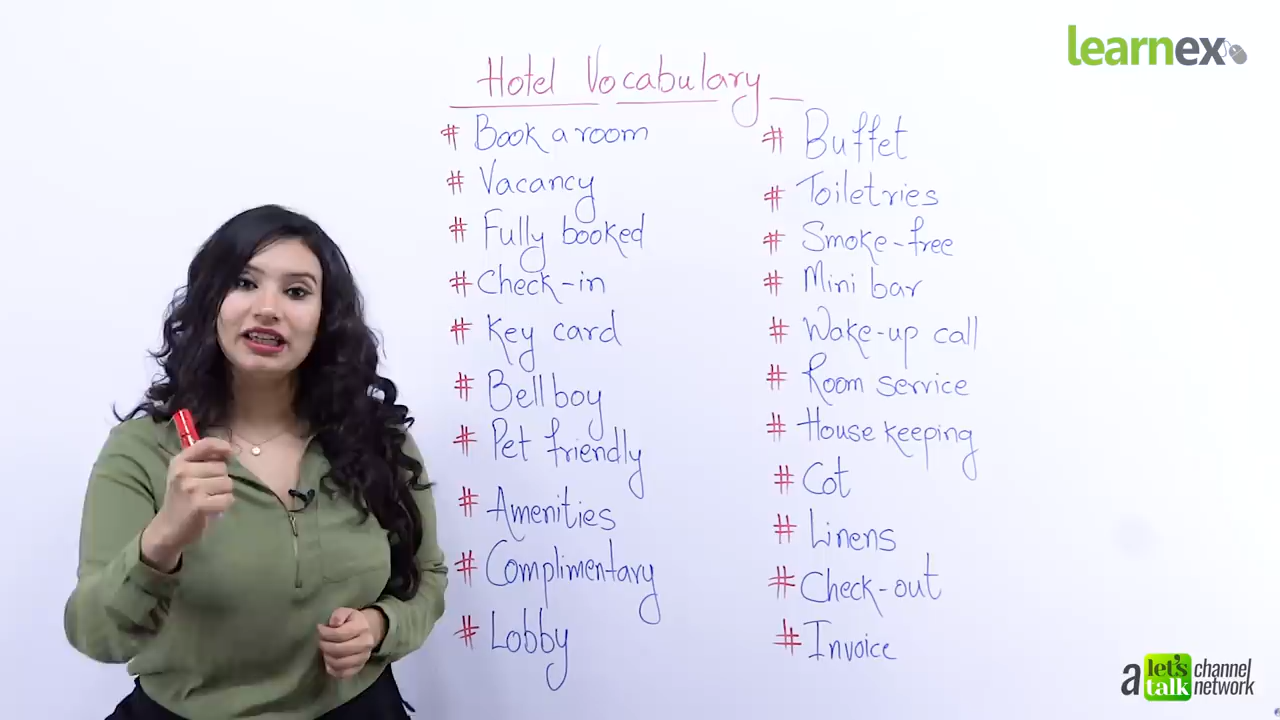 learnex
Hotel Vocabulary
# Book a room
# Vacancy
# Fully booked
# Check-in
# Key card
# Bell boy
# Pet friendly
# Amenities
# Complimentary
# Lobby
# Buffet
# Toiletries
# Smoke-free
# Mini bar
# Wake-up call
# Room service
# House keeping
# Cot
# Linens
# Check-out
# Invoice
a let's talk channel network